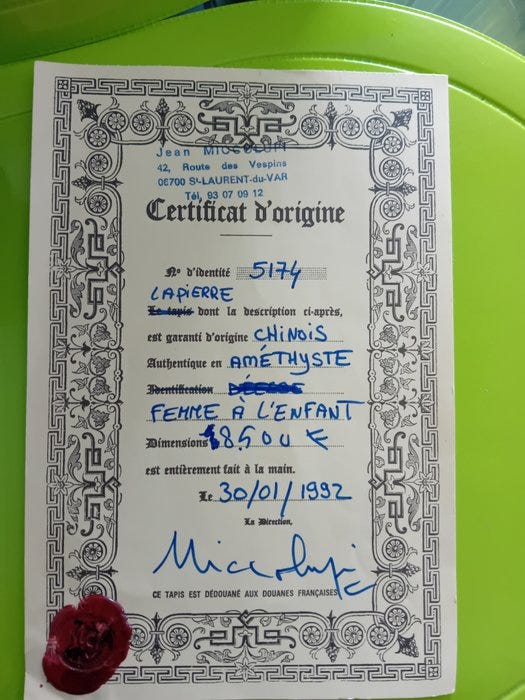 Jean
42, Route des Vespins
06700 St-LAURENT-du-VAR
Tél. 93 07 09 12
Certificat d'origine
N° d'identité 5174
LAPIERRE
Le tapis dont la description ci-après,
est garanti d'origine CHINOIS
Authentique en AMÉTHYSTE
Identification DÉESSE
FEMME À L'ENFANT
Dimensions
est entièrement fait à la main.
Le 30/01/1992
La Direction,
CE TAPIS EST DÉDOUANÉ AUX DOUANES FRANÇAISES